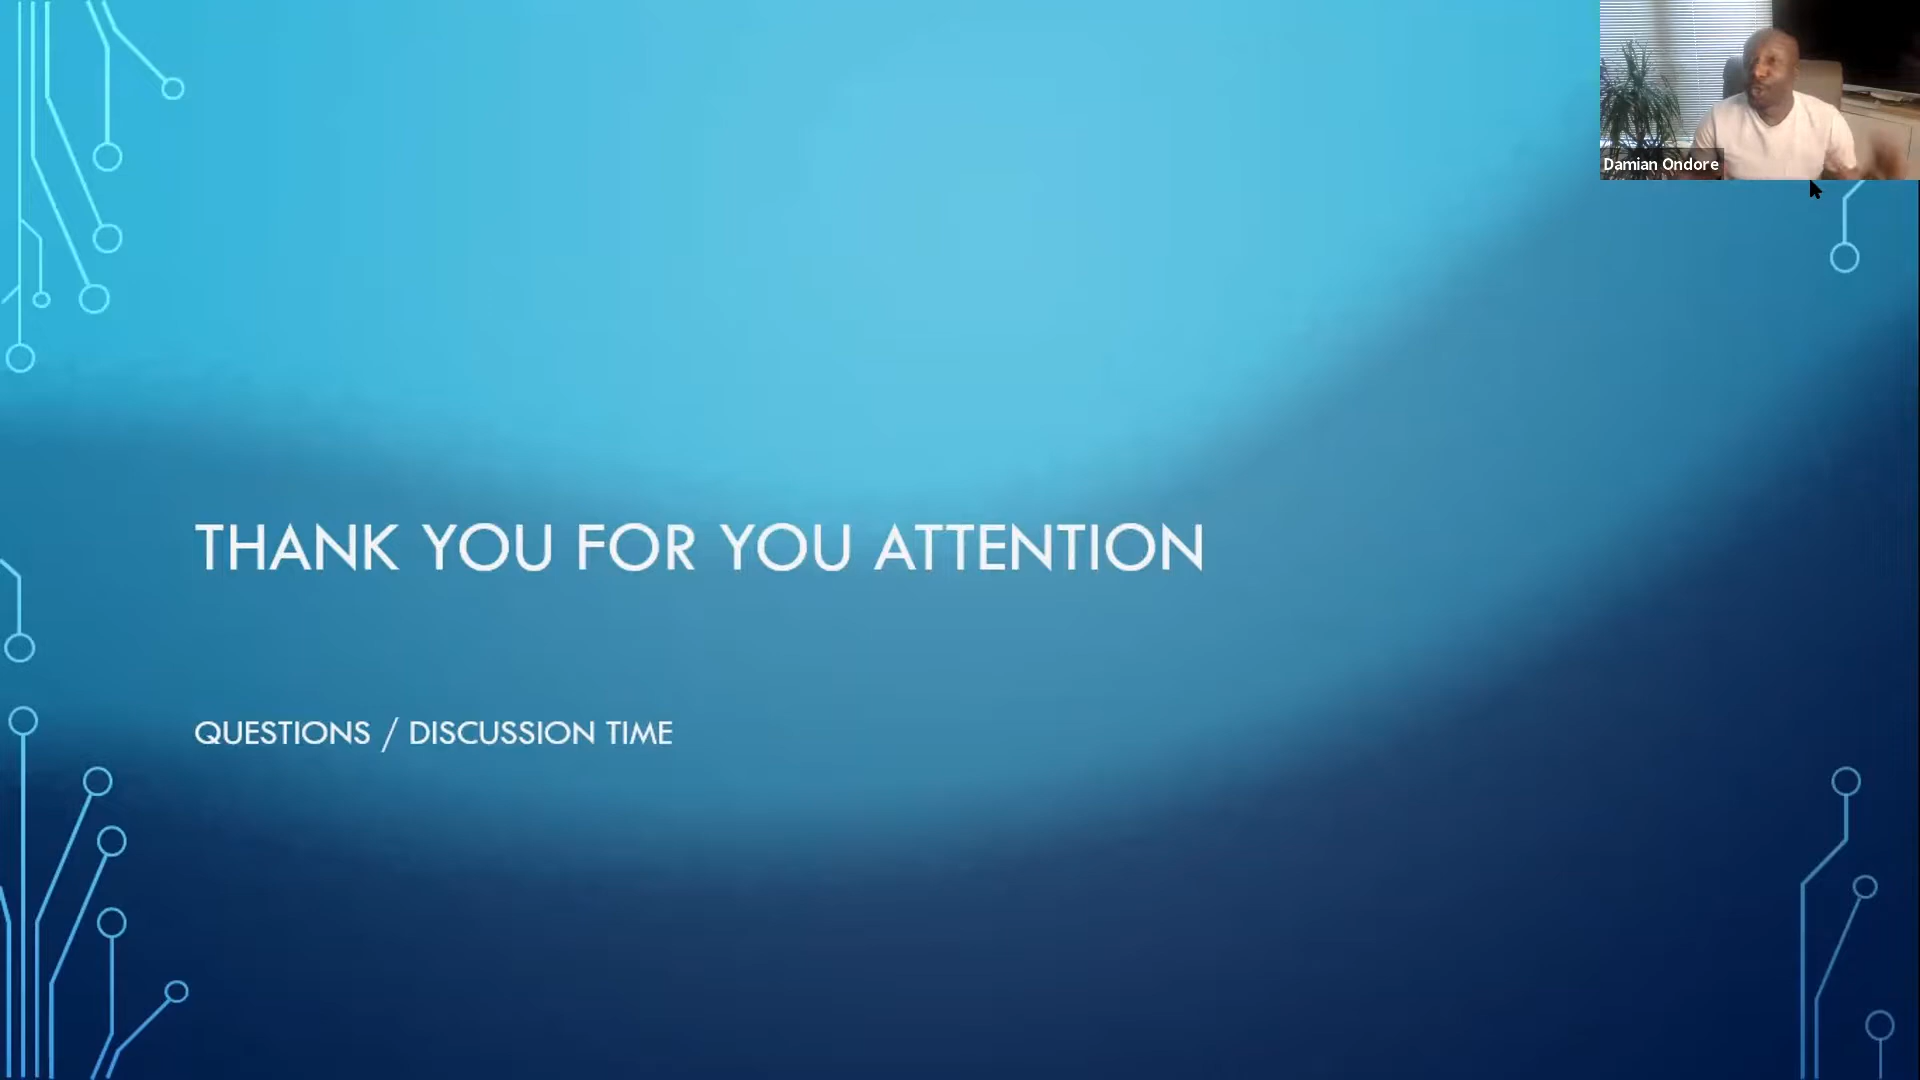 Damian Ondore
THANK YOU FOR YOU ATTENTION
QUESTIONS / DISCUSSION TIME